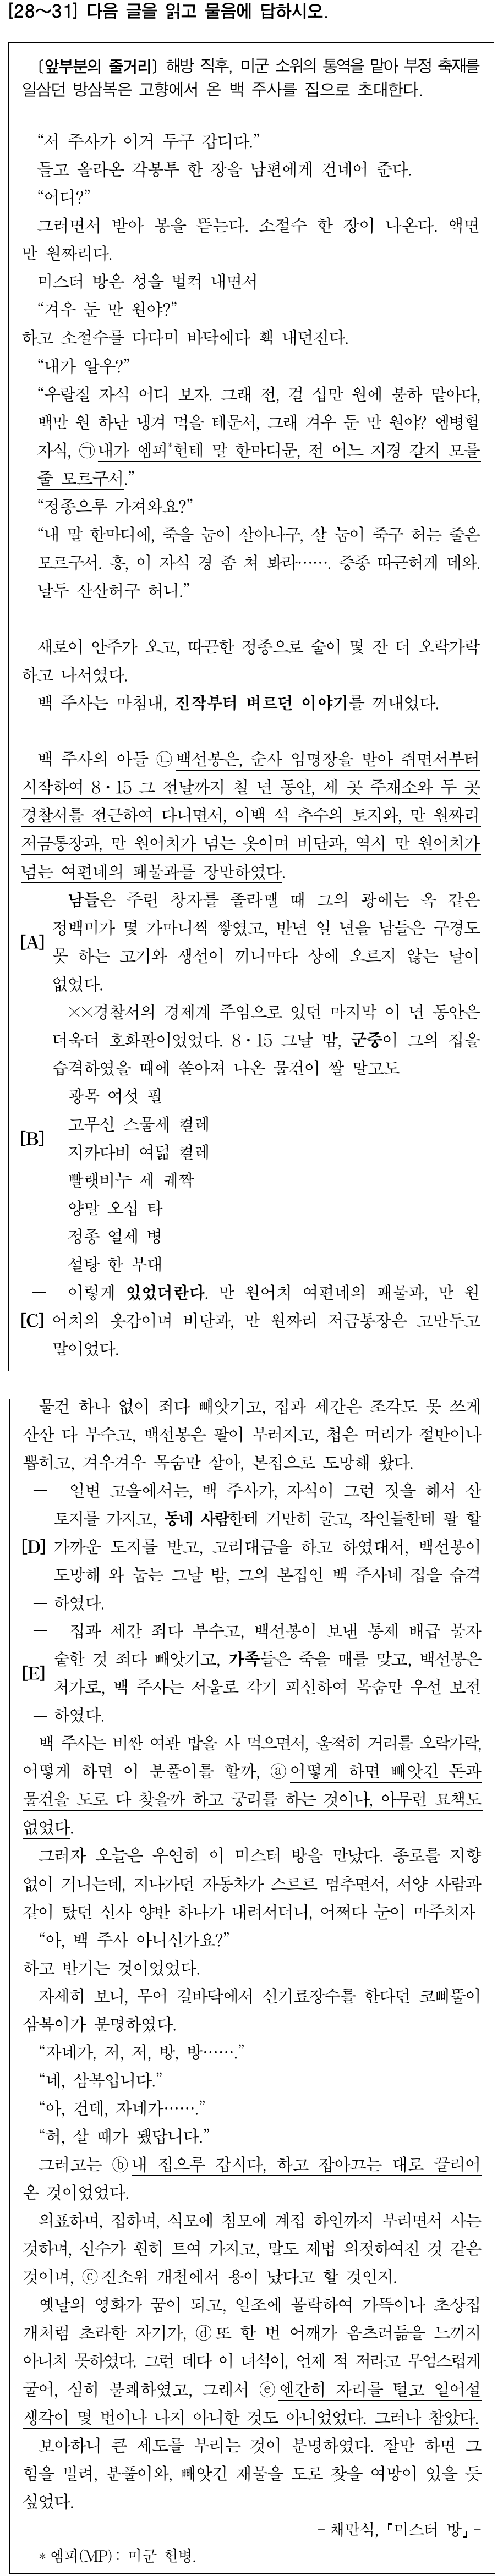 [28～31] 다음 글을 읽고 물음에 답하시오.
[앞부분의 줄거리] 해방 직후, 미군 소위의 통역을 맡아 부정 축재를
일삼던 방삼복은 고향에서 온 백 주사를 집으로 초대한다.
“서 주사가 이거 두구 갑디다.”
들고 올라온 각봉투 한 장을 남편에게 건네어 준다.
“어디?”
그러면서 받아 봉을 뜯는다. 소절수 한 장이 나온다. 액면
만 원짜리다.
미스터 방은 성을 벌컥 내면서
“겨우 둔 만 원야?”
하고 소절수를 다다미 바닥에다 홱 내던진다.
“내가 알우?”
“우랄질 자식 어디 보자. 그래 전, 걸 십만 원에 불하 맡아다,
백만 원 하난 냉겨 먹을 테문서, 그래 겨우 둔 만 원야? 엠병헐
자식, ㉠내가 엠피*헌테 말 한마디문, 전 어느 지경 갈지 모를
줄 모르구서.”
“정종으루 가져와요?”
“내 말 한마디에, 죽을 눔이 살아나구, 살 눔이 죽구 허는 줄은
모르구서. 흥, 이 자식 경 좀 쳐 봐라……. 증종 따근허게 데와.
날두 산산허구 허니.”
새로이 안주가 오고, 따끈한 정종으로 술이 몇 잔 더 오락가락
하고 나서였다.
백 주사는 마침내, 진작부터 벼르던 이야기를 꺼내었다.
백 주사의 아들 ㉡백선봉은, 순사 임명장을 받아 쥐면서부터
시작하여 8·15 그 전날까지 칠 년 동안, 세 곳 주재소와 두 곳
경찰서를 전근하여 다니면서, 이백 석 추수의 토지와, 만 원짜리
저금통장과, 만 원어치가 넘는 옷이며 비단과, 역시 만 원어치가
넘는 여편네의 패물과를 장만하였다.
[A] 남들은 주린 창자를 졸라맬 때 그의 광에는 옥 같은
정백미가 몇 가마니씩 쌓였고, 반년 일 년을 남들은 구경도
못 하는 고기와 생선이 끼니마다 상에 오르지 않는 날이
없었다.
[B] ××경찰서의 경제계 주임으로 있던 마지막 이 년 동안은
더욱더 호화판이었었다. 8·15 그날 밤, 군중이 그의 집을
습격하였을 때에 쏟아져 나온 물건이 쌀 말고도
광목 여섯 필
고무신 스물세 켤레
지카다비 여덟 켤레
빨랫비누 세 궤짝
양말 오십 타
정종 열세 병
설탕 한 부대
[C] 이렇게 있었더란다. 만 원어치 여편네의 패물과, 만 원
어치의 옷감이며 비단과, 만 원짜리 저금통장은 고만두고
말이었다.
물건 하나 없이 죄다 빼앗기고, 집과 세간은 조각도 못 쓰게
산산 다 부수고, 백선봉은 팔이 부러지고, 첩은 머리가 절반이나
뽑히고, 겨우겨우 목숨만 살아, 본집으로 도망해 왔다.
[D] 일변 고을에서는, 백 주사가, 자식이 그런 짓을 해서 산
토지를 가지고, 동네 사람한테 거만히 굴고, 작인들한테 팔 할
가까운 도지를 받고, 고리대금을 하고 하였대서, 백선봉이
도망해 와 눕는 그날 밤, 그의 본집인 백 주사네 집을 습격
하였다.
[E] 집과 세간 죄다 부수고, 백선봉이 보낸 통제 배급 물자
숱한 것 죄다 빼앗기고, 가족들은 죽을 매를 맞고, 백선봉은
처가로, 백 주사는 서울로 각기 피신하여 목숨만 우선 보전
하였다.
백 주사는 비싼 여관 밥을 사 먹으면서, 울적히 거리를 오락가락,
어떻게 하면 이 분풀이를 할까, ⓐ어떻게 하면 빼앗긴 돈과
물건을 도로 다 찾을까 하고 궁리를 하는 것이나, 아무런 묘책도
없었다.
그러자 오늘은 우연히 이 미스터 방을 만났다. 종로를 지향
없이 거니는데, 지나가던 자동차가 스르르 멈추면서, 서양 사람과
같이 탔던 신사 양반 하나가 내려서더니, 어쩌다 눈이 마주치자
“아, 백 주사 아니신가요?”
하고 반기는 것이었었다.
자세히 보니, 무어 길바닥에서 신기료장수를 한다던 코삐뚤이
삼복이가 분명하였다.
“자네가, 저, 저, 방, 방…….”
“네, 삼복입니다.”
“아, 건데, 자네가…….”
“허, 살 때가 됐답니다.”
그러고는 ⓑ내 집으루 갑시다, 하고 잡아끄는 대로 끌리어
온 것이었었다.
의표하며, 집하며, 식모에 침모에 계집 하인까지 부리면서 사는
것하며, 신수가 훤히 트여 가지고, 말도 제법 의젓하여진 것 같은
것이며, ⓒ진소위 개천에서 용이 났다고 할 것인지.
옛날의 영화가 꿈이 되고, 일조에 몰락하여 가뜩이나 초상집
개처럼 초라한 자기가, ⓓ또 한 번 어깨가 옴츠러듦을 느끼지
아니치 못하였다. 그런 데다 이 녀석이, 언제 적 저라고 무엄스럽게
굴어, 심히 불쾌하였고, 그래서 ⓔ엔간히 자리를 털고 일어설
생각이 몇 번이나 나지 아니한 것도 아니었었다. 그러나 참았다.
보아하니 큰 세도를 부리는 것이 분명하였다. 잘만 하면 그
힘을 빌려, 분풀이와, 빼앗긴 재물을 도로 찾을 여망이 있을 듯
싶었다.
- 채만식, 「미스터 방」 -
* 엠피(MP) : 미군 헌병.